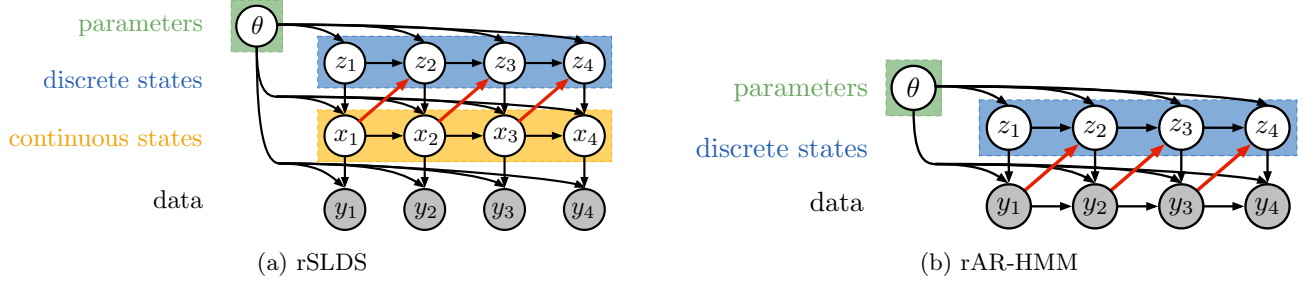 parameters
θ
discrete states
z₁ z₂ z₃ z₄
continuous states
x₁ x₂ x₃ x₄
data
y₁ y₂ y₃ y₄
(a) rSLDS
parameters
θ
discrete states
z₁ z₂ z₃ z₄
data
y₁ y₂ y₃ y₄
(b) rAR-HMM